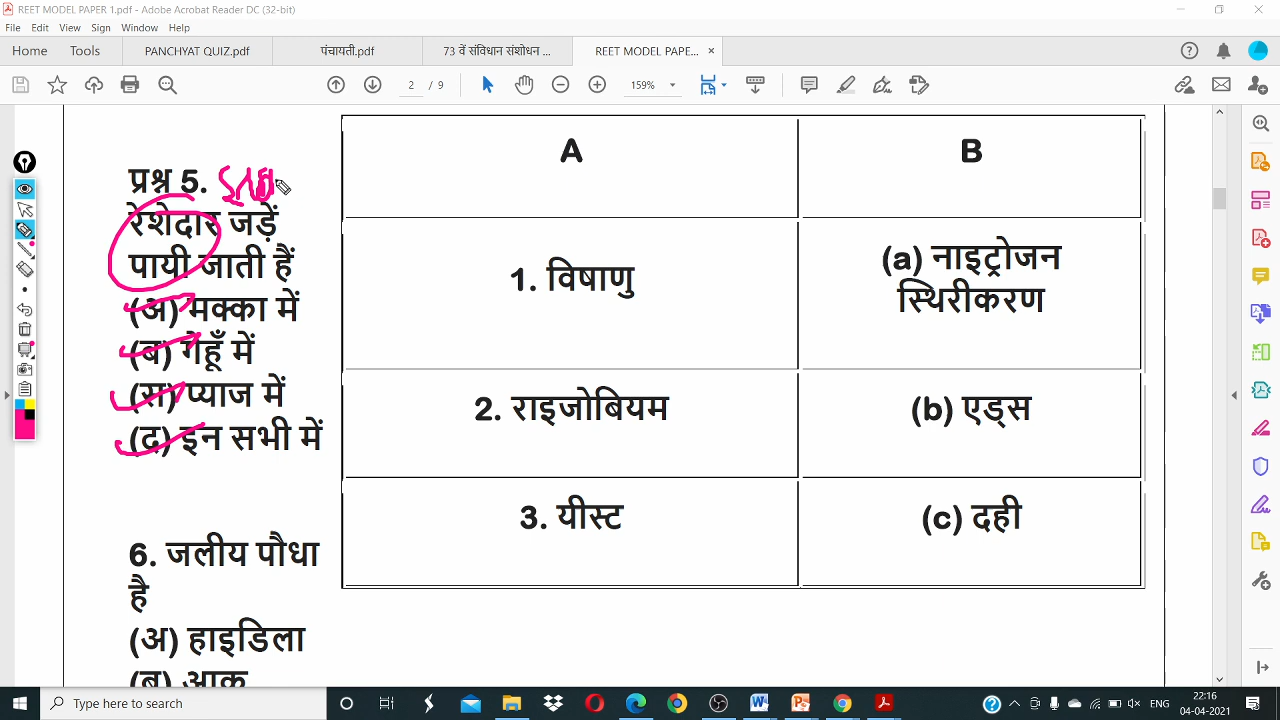 REET MODEL PAPER 1.pdf - Adobe Acrobat Reader DC (32-bit)
File Edit View Sign Window Help
Home Tools PANCHYAT QUIZ.pdf पंचायती.pdf 73 वें संविधान संशोधन ... REET MODEL PAPE... ×
2 / 9 159%
प्रश्न 5.
रेशेदार जड़ें
पायी जाती हैं
(अ) मक्का में
(ब) गेहूँ में
(स) प्याज में
(द) इन सभी में
6. जलीय पौधा
है
(अ) हाइडिला
(ब) आक
A B
1. विषाणु (a) नाइट्रोजन
स्थिरीकरण
2. राइजोबियम (b) एड्स
3. यीस्ट (c) दही
Type here to search
ENG 22:16
04-04-2021